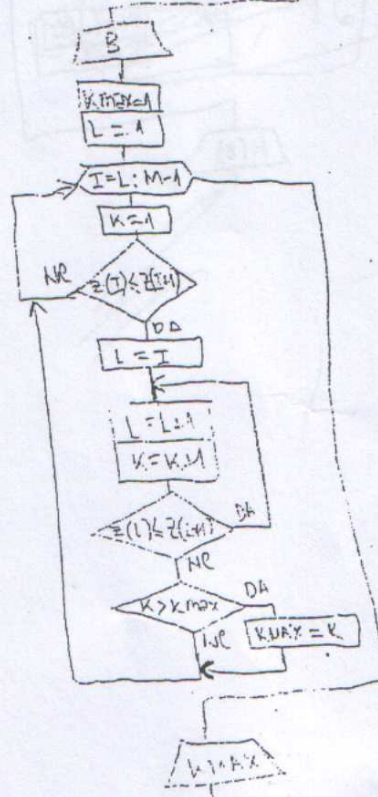 B
Kmax=1
L=1
I=L:M-1
K=1
NE
Z(I)≤Z(I+1)
DA
L=I
L=L+1
K=K+1
Z(L)≤Z(L+1)
DA
NE
K>Kmax
DA
NE
KMAX=K
KMAX